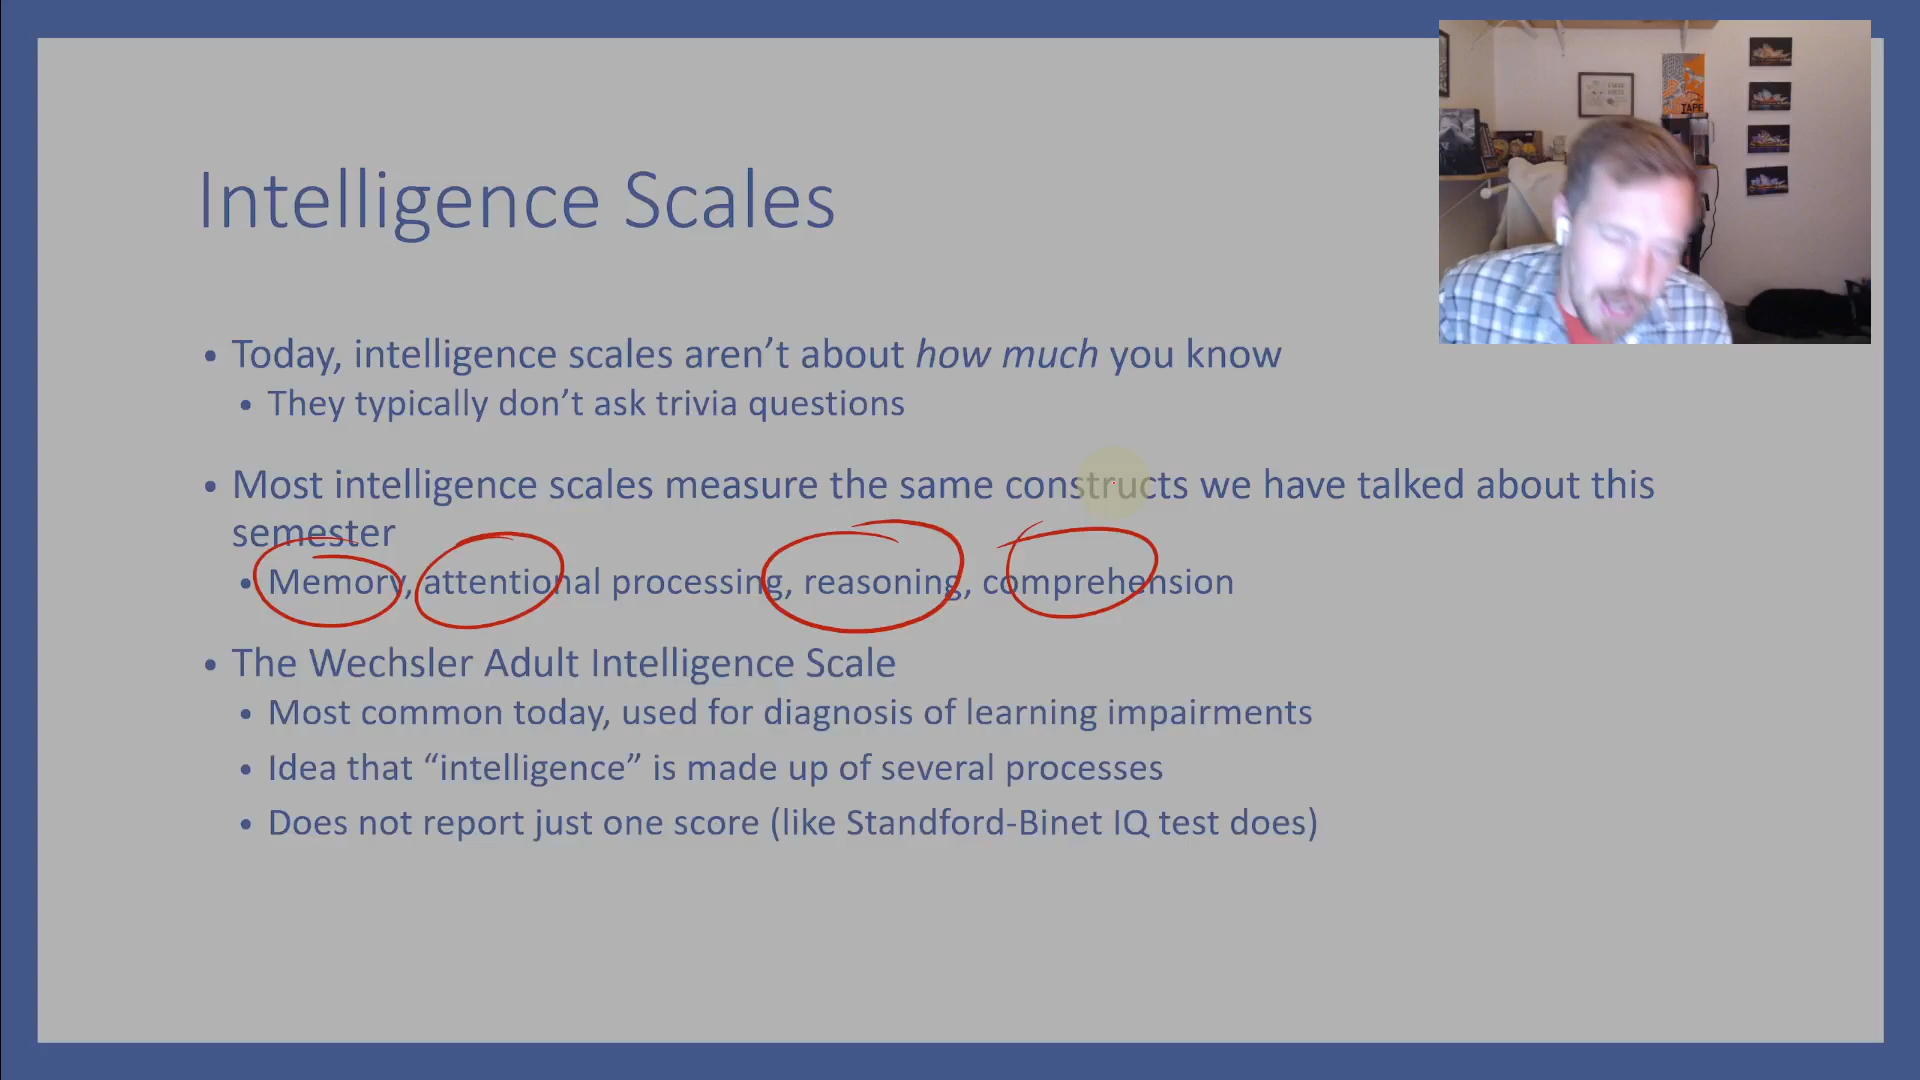 Intelligence Scales
• Today, intelligence scales aren’t about how much you know
• They typically don’t ask trivia questions
• Most intelligence scales measure the same constructs we have talked about this
semester
• Memory, attentional processing, reasoning, comprehension
• The Wechsler Adult Intelligence Scale
• Most common today, used for diagnosis of learning impairments
• Idea that “intelligence” is made up of several processes
• Does not report just one score (like Standford-Binet IQ test does)
TAPE